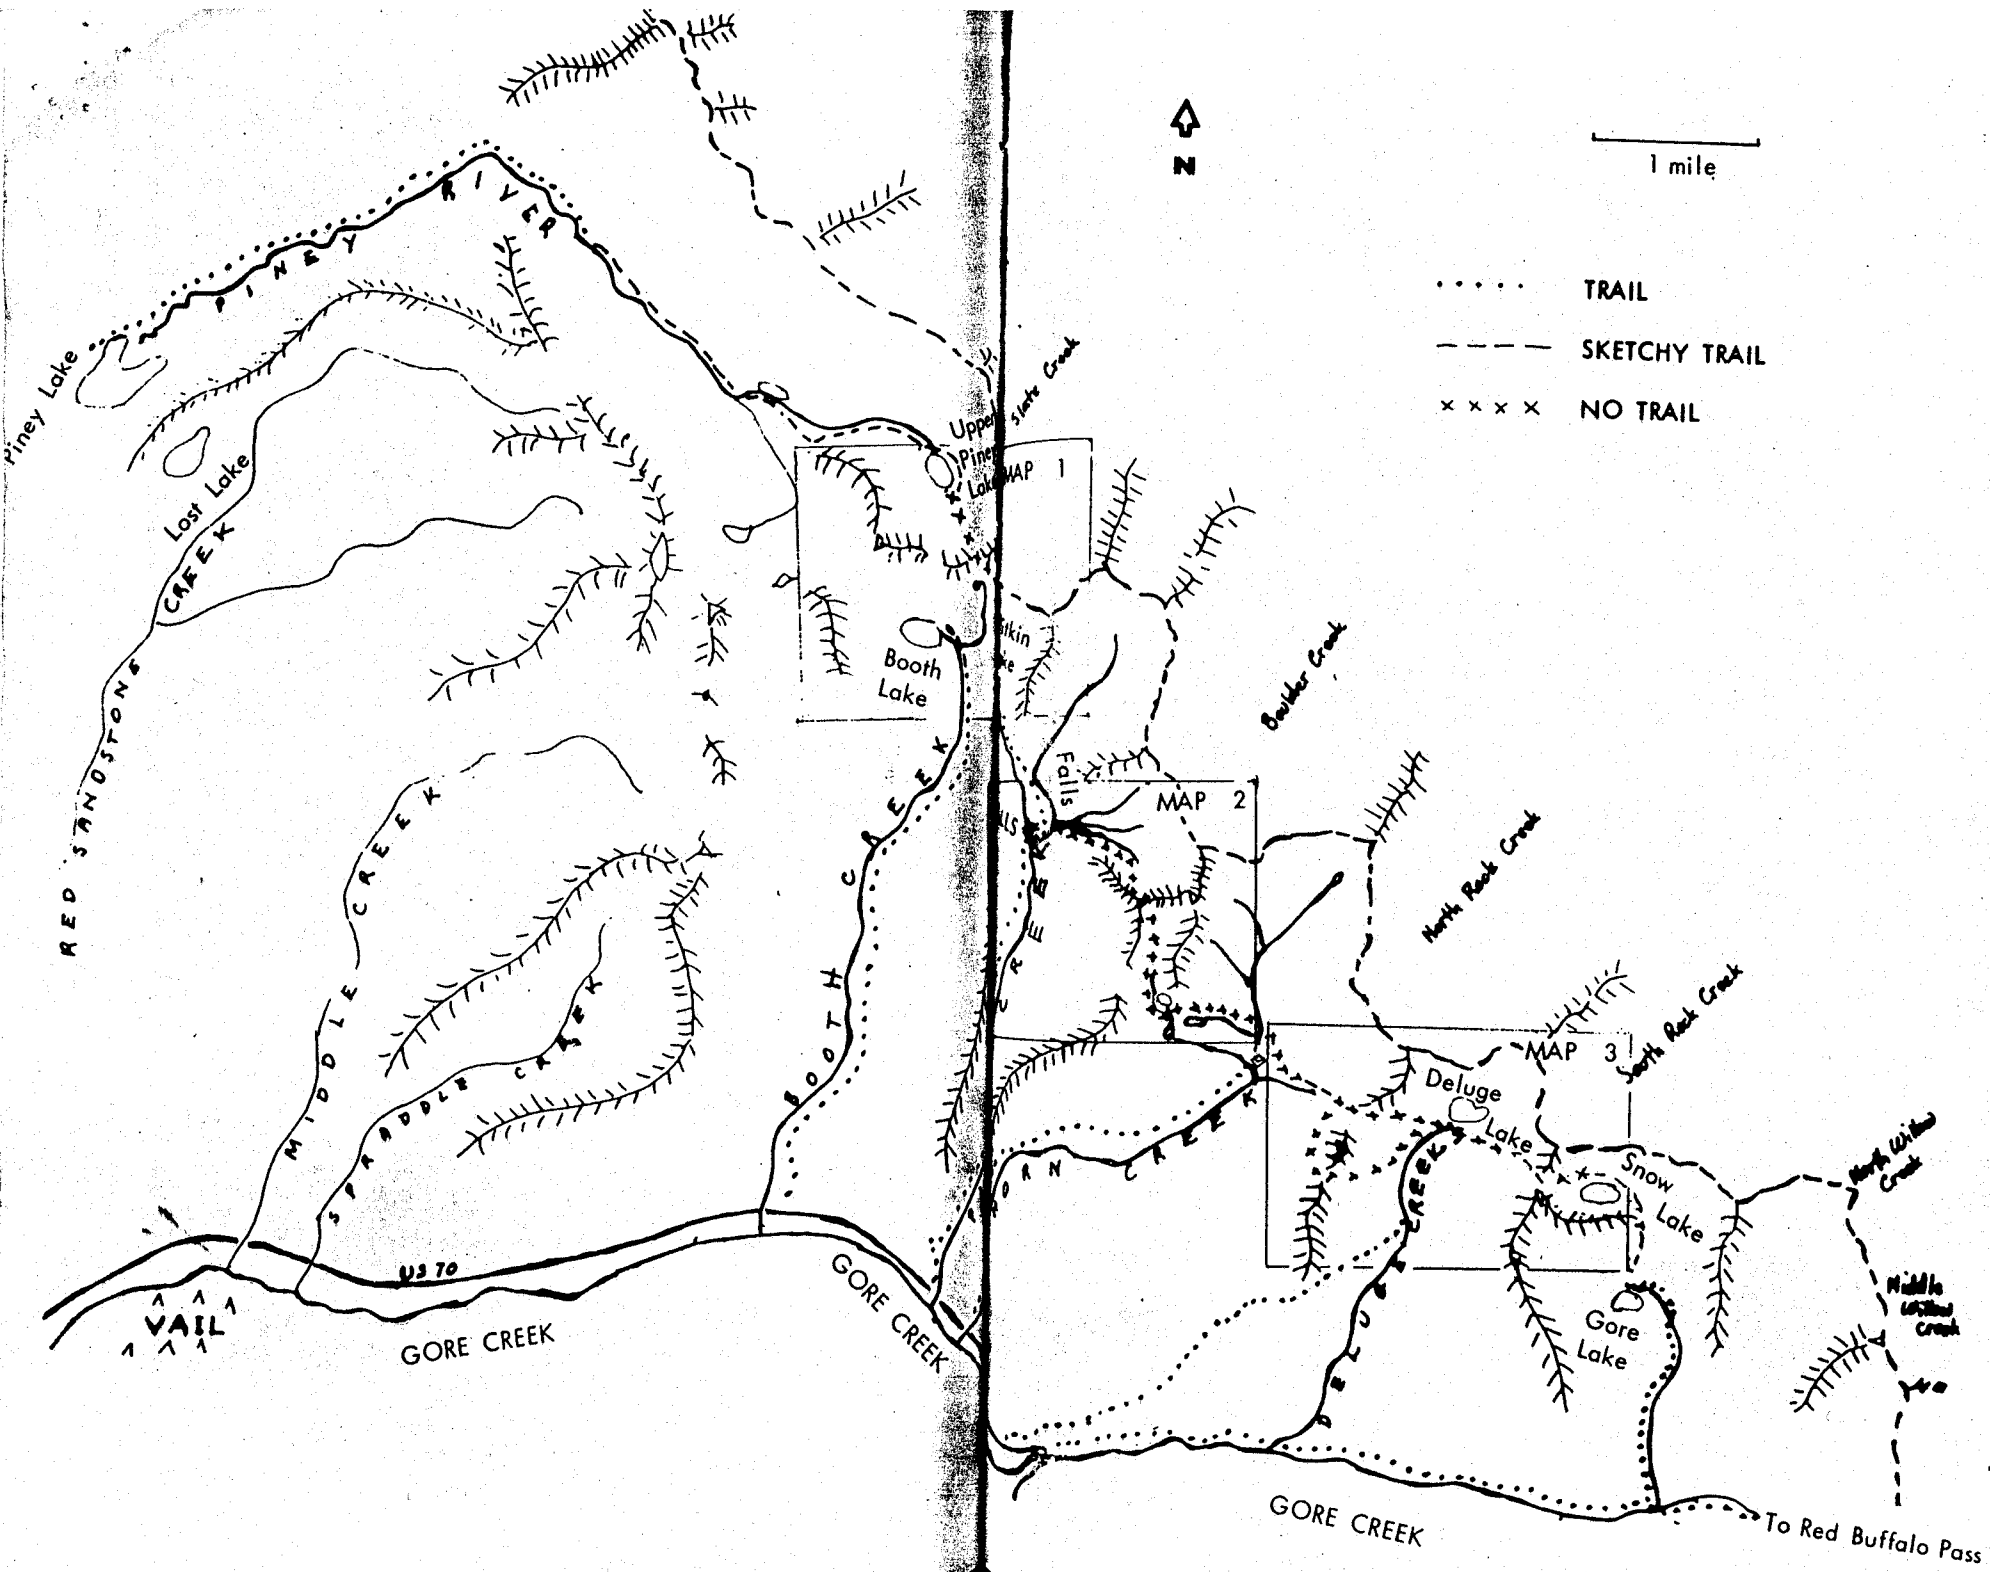 N
1 mile
TRAIL
SKETCHY TRAIL
NO TRAIL
PINEY RIVER
Piney Lake
Lost Lake
RED SANDSTONE CREEK
Upper
Piney
Lake
Slate Creek
MAP 1
Booth
Lake
Boulder Creek
Falls
MAP 2
North Rock Creek
MIDDLE CREEK
SPRADDLE CREEK
BOOTH CREEK
CREEK
MAP 3
South Rock Creek
Deluge
Lake
Snow
Lake
North Willow
Creek
Middle
Willow
Creek
HORN CREEK
DELUGE CREEK
Gore
Lake
US 70
VAIL
GORE CREEK
GORE CREEK
GORE CREEK
To Red Buffalo Pass